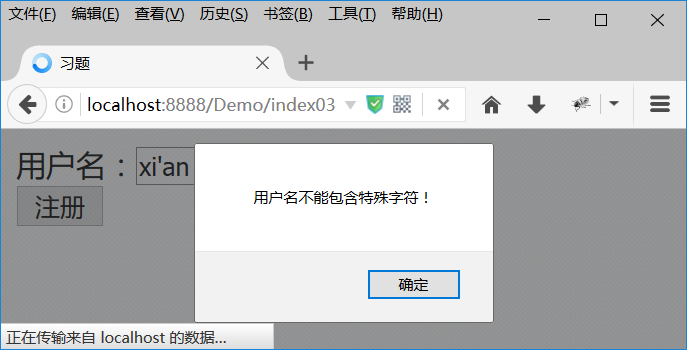 文件(F) 编辑(E) 查看(V) 历史(S) 书签(B) 工具(T) 帮助(H)
习题
localhost:8888/Demo/index03
用户名：xi'an
注册
用户名不能包含特殊字符！
确定
正在传输来自 localhost 的数据...